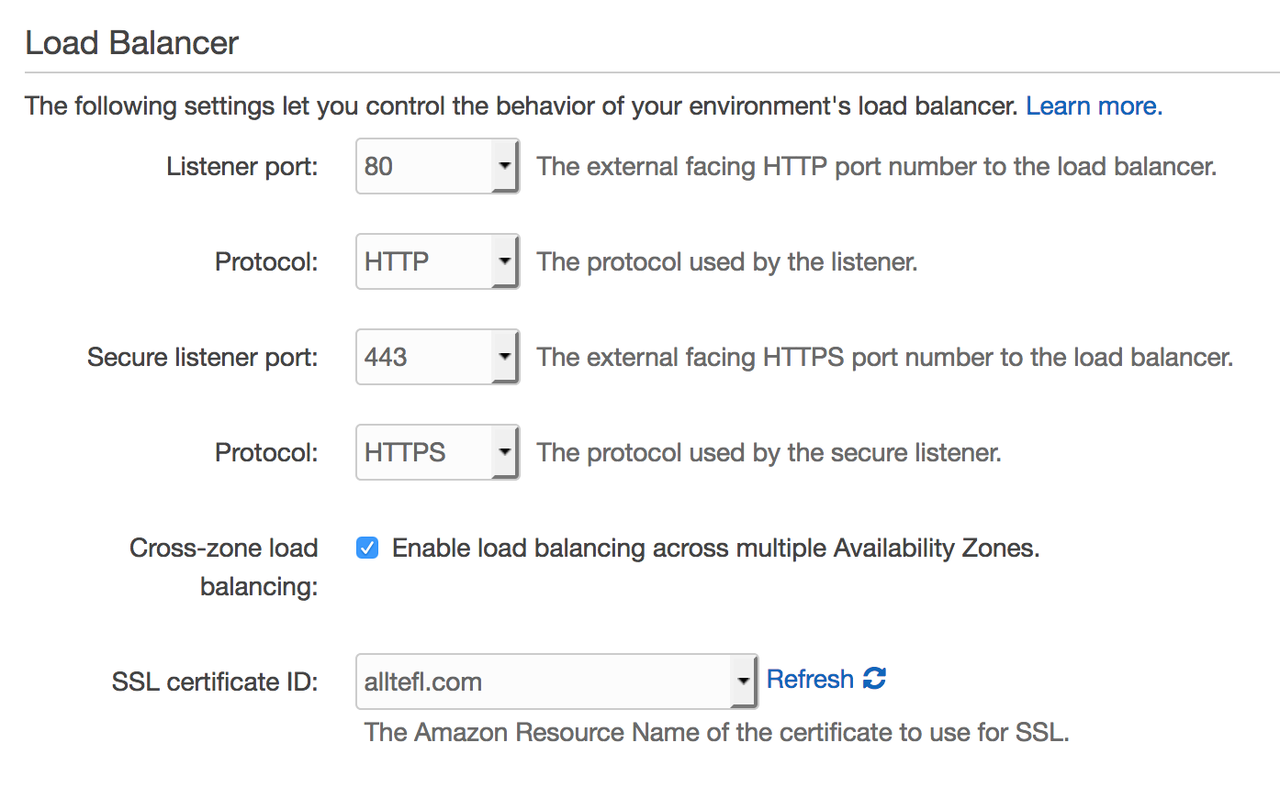 Load Balancer
The following settings let you control the behavior of your environment's load balancer. Learn more.
Listener port: 80 The external facing HTTP port number to the load balancer.
Protocol: HTTP The protocol used by the listener.
Secure listener port: 443 The external facing HTTPS port number to the load balancer.
Protocol: HTTPS The protocol used by the secure listener.
Cross-zone load Enable load balancing across multiple Availability Zones.
balancing:
SSL certificate ID: alltefl.com Refresh
The Amazon Resource Name of the certificate to use for SSL.